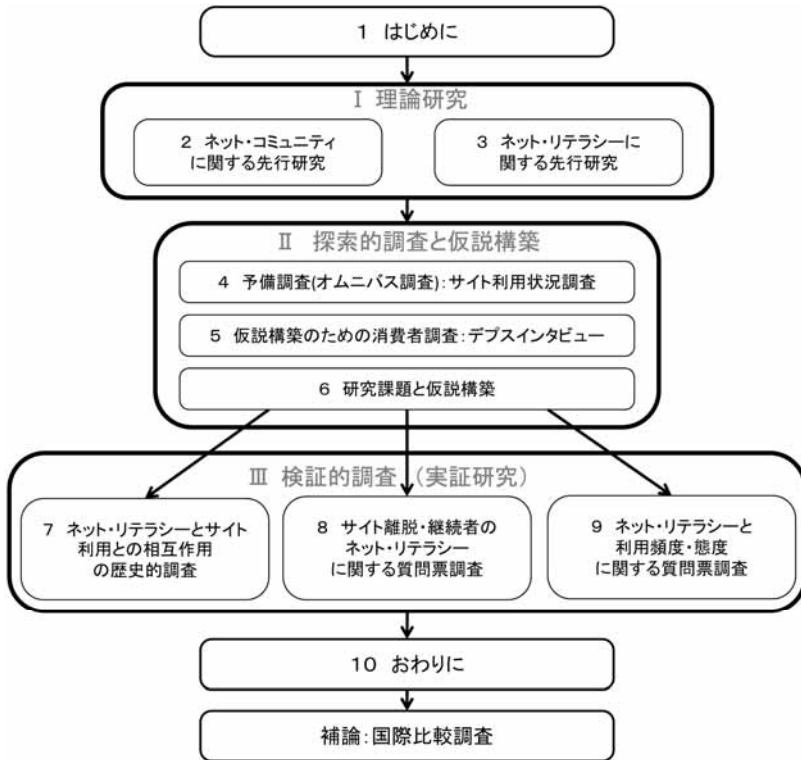 1 はじめに
Ⅰ 理論研究
2 ネット・コミュニティ
に関する先行研究
3 ネット・リテラシーに
関する先行研究
Ⅱ 探索的調査と仮説構築
4 予備調査(オムニバス調査):サイト利用状況調査
5 仮説構築のための消費者調査:デプスインタビュー
6 研究課題と仮説構築
Ⅲ 検証的調査 (実証研究)
7 ネット・リテラシーとサイト
利用との相互作用
の歴史的調査
8 サイト離脱・継続者の
ネット・リテラシー
に関する質問票調査
9 ネット・リテラシーと
利用頻度・態度
に関する質問票調査
10 おわりに
補論:国際比較調査